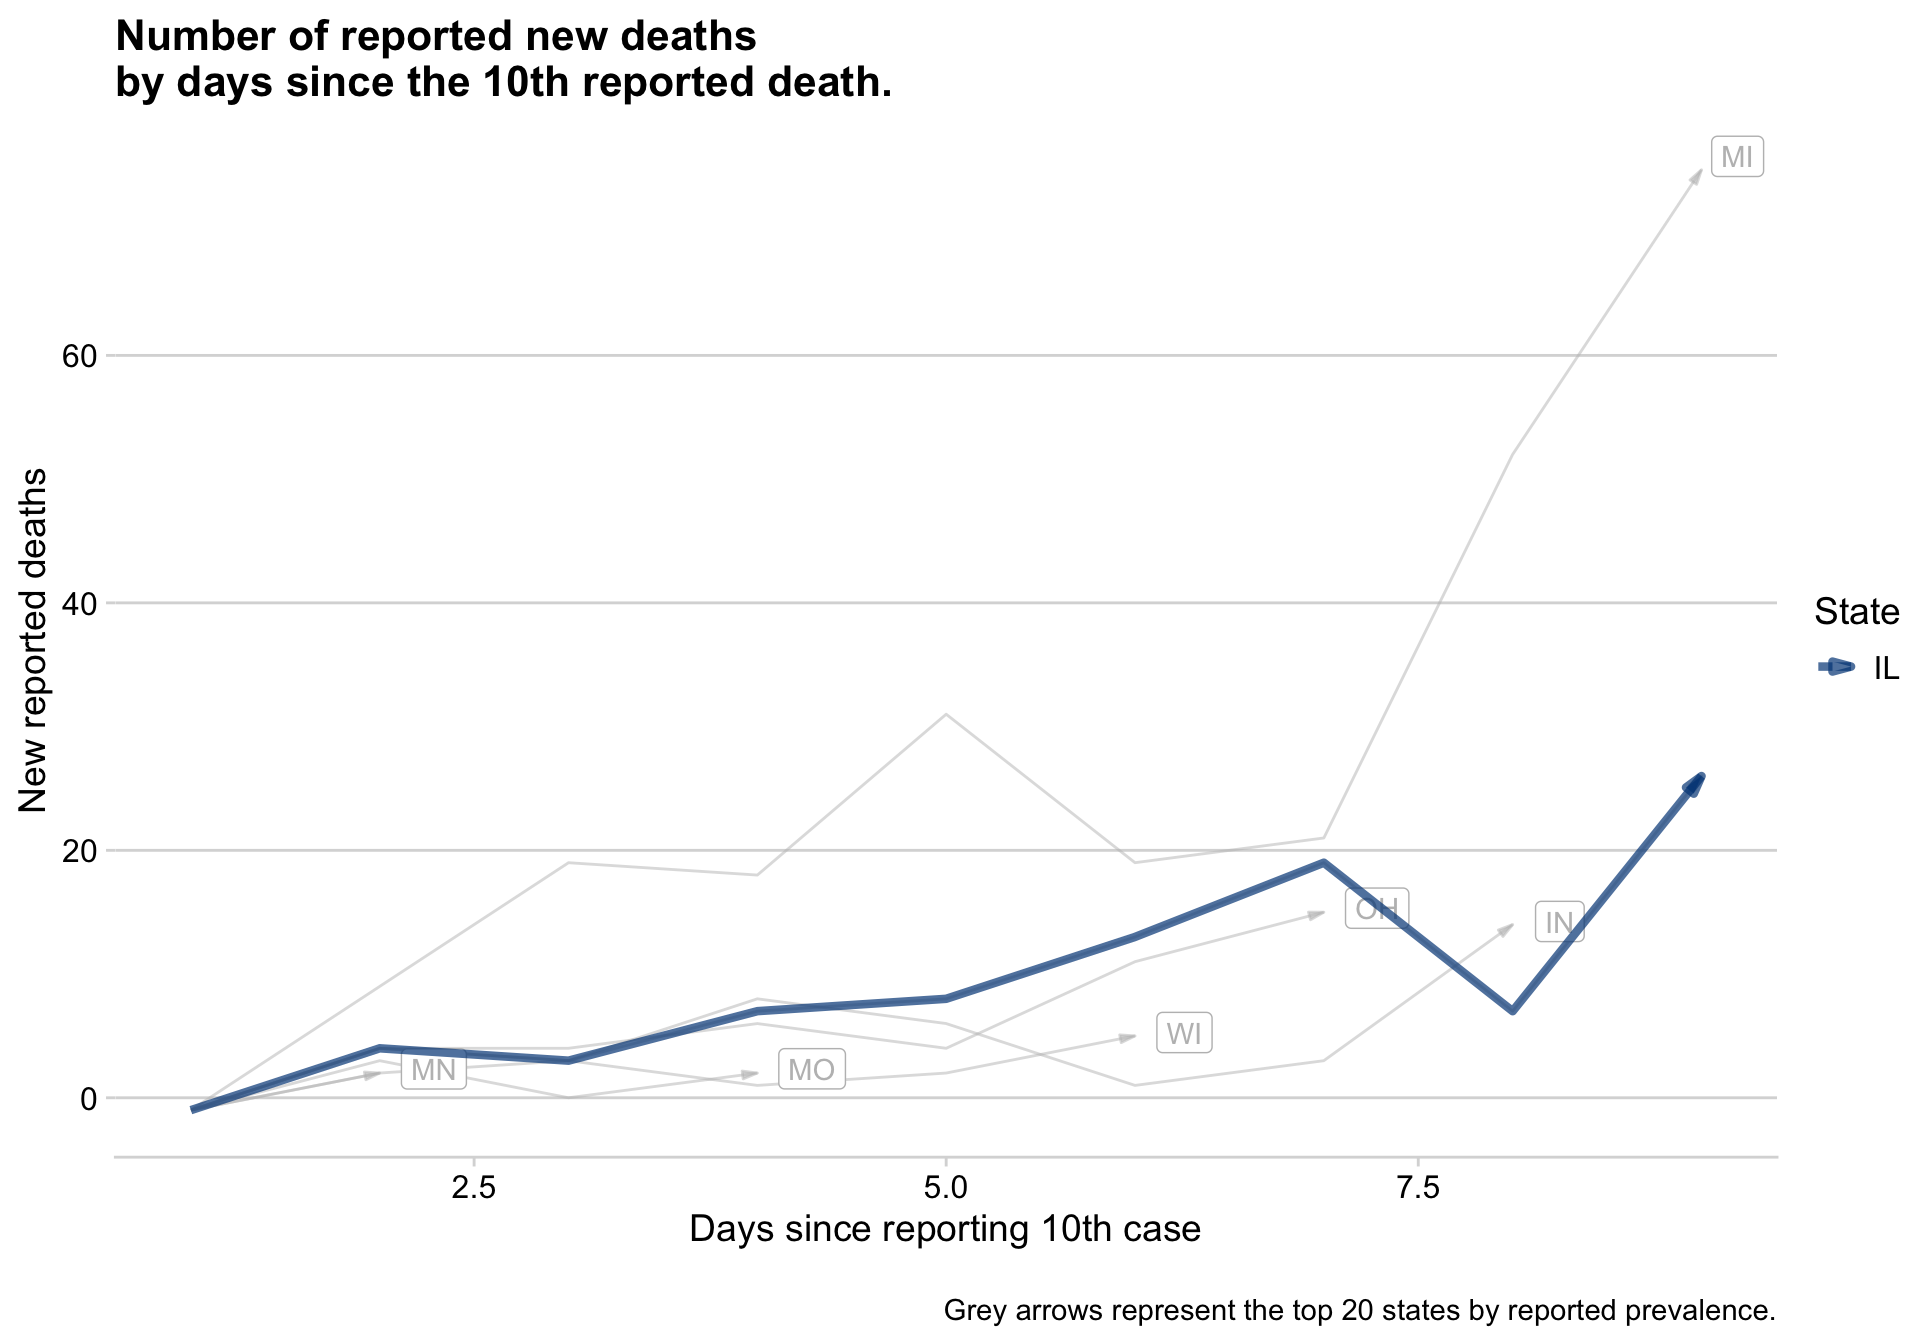 Number of reported new deaths
by days since the 10th reported death.
MI
60
40
20
0
New reported deaths
State
IL
OH
IN
WI
MN
MO
2.5
5.0
7.5
Days since reporting 10th case
Grey arrows represent the top 20 states by reported prevalence.